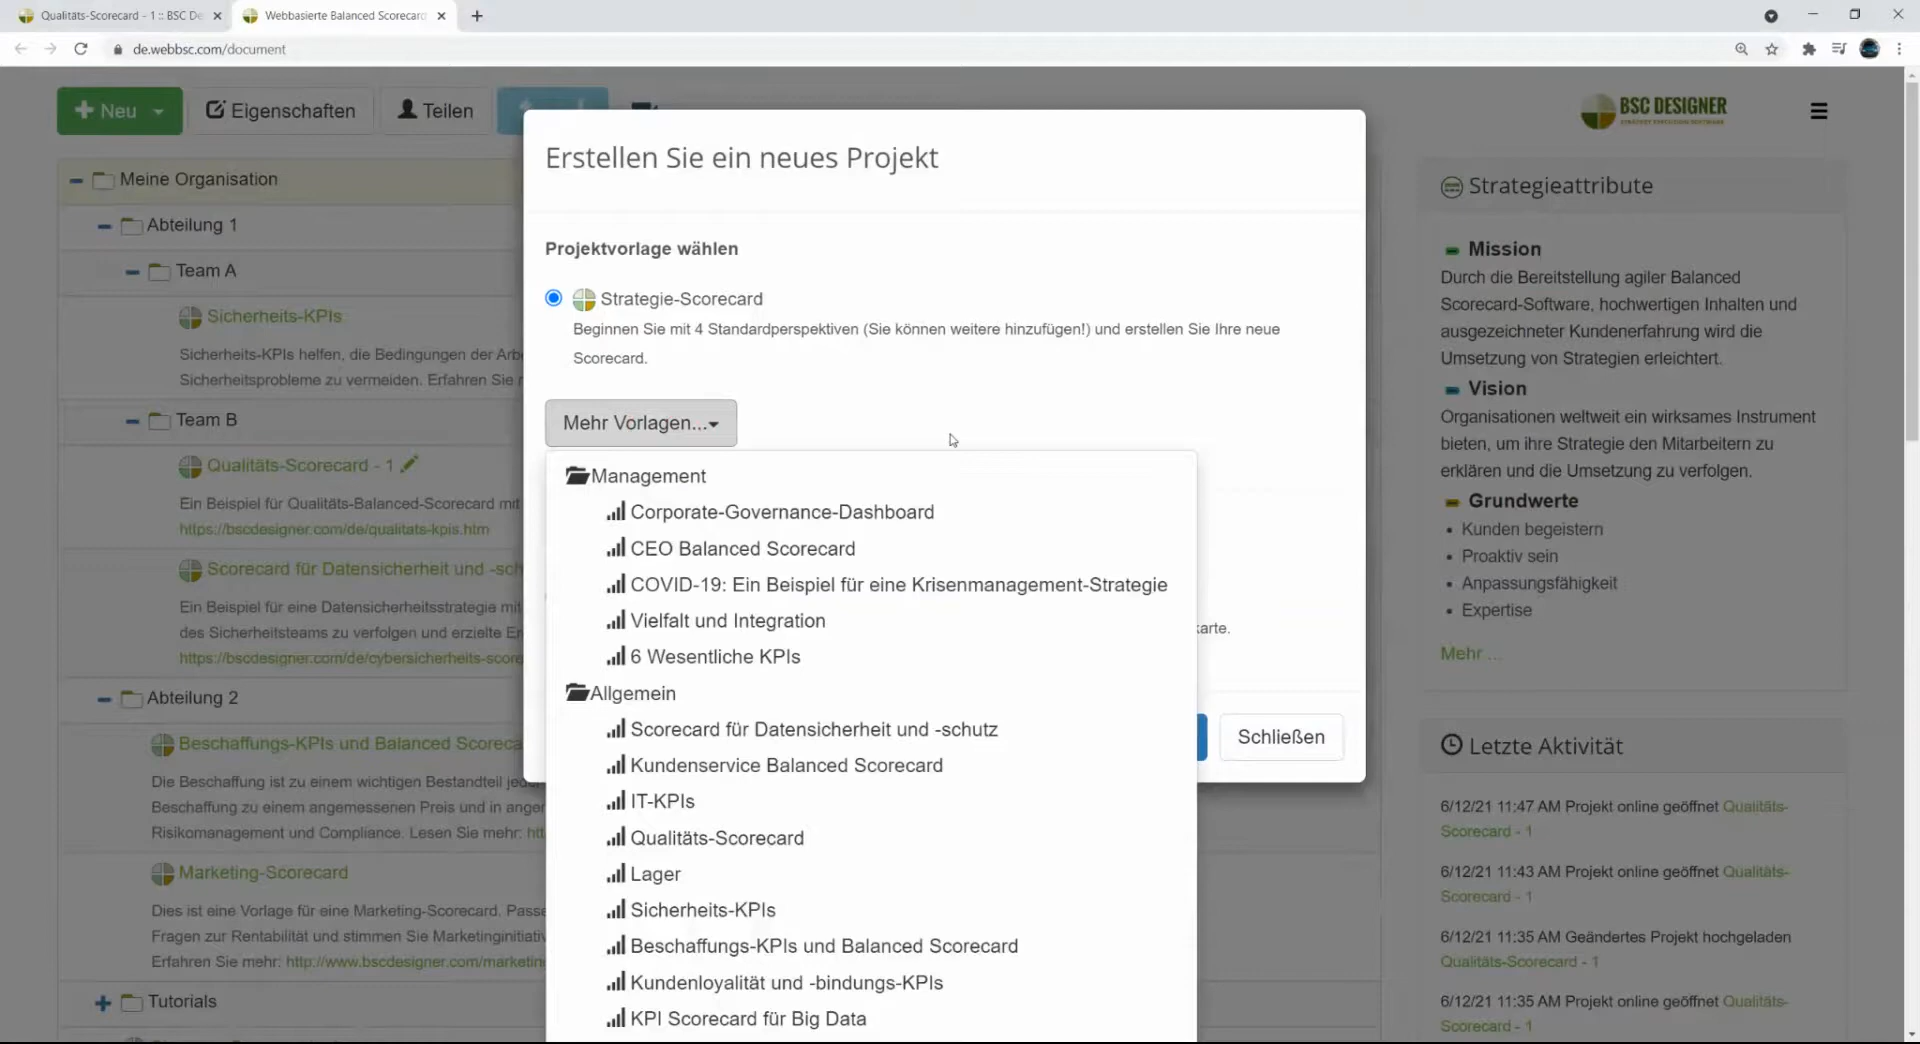 Qualitäts-Scorecard - 1 :: BSC De
Webbasierte Balanced Scorecard
de.webbsc.com/document
Neu
Eigenschaften
Teilen
BSC DESIGNER
Meine Organisation
Abteilung 1
Team A
Sicherheits-KPIs
Sicherheits-KPIs helfen, die Bedingungen der Arbe
Sicherheitsprobleme zu vermeiden. Erfahren Sie
Team B
Qualitäts-Scorecard - 1
Ein Beispiel für Qualitäts-Balanced-Scorecard mit
https://bscdesigner.com/de/qualitats-kpis.htm
Scorecard für Datensicherheit und -sch
Ein Beispiel für eine Datensicherheitsstrategie mit
des Sicherheitsteams zu verfolgen und erzielte Er
https://bscdesigner.com/de/cybersicherheits-score
Abteilung 2
Beschaffungs-KPIs und Balanced Scoreca
Die Beschaffung ist zu einem wichtigen Bestandteil jed
Beschaffung zu einem angemessenen Preis und in anger
Risikomanagement und Compliance. Lesen Sie mehr: htt
Marketing-Scorecard
Dies ist eine Vorlage für eine Marketing-Scorecard. Passe
Fragen zur Rentabilität und stimmen Sie Marketinginitiativ
Erfahren Sie mehr: http://www.bscdesigner.com/marketin
Tutorials
Erstellen Sie ein neues Projekt
Projektvorlage wählen
Strategie-Scorecard
Beginnen Sie mit 4 Standardperspektiven (Sie können weitere hinzufügen!) und erstellen Sie Ihre neue
Scorecard.
Mehr Vorlagen...
Management
Corporate-Governance-Dashboard
CEO Balanced Scorecard
COVID-19: Ein Beispiel für eine Krisenmanagement-Strategie
Vielfalt und Integration
6 Wesentliche KPIs
Allgemein
Scorecard für Datensicherheit und -schutz
Kundenservice Balanced Scorecard
IT-KPIs
Qualitäts-Scorecard
Lager
Sicherheits-KPIs
Beschaffungs-KPIs und Balanced Scorecard
Kundenloyalität und -bindungs-KPIs
KPI Scorecard für Big Data
karte.
Schließen
Strategieattribute
Mission
Durch die Bereitstellung agiler Balanced
Scorecard-Software, hochwertigen Inhalten und
ausgezeichneter Kundenerfahrung wird die
Umsetzung von Strategien erleichtert.
Vision
Organisationen weltweit ein wirksames Instrument
bieten, um ihre Strategie den Mitarbeitern zu
erklären und die Umsetzung zu verfolgen.
Grundwerte
• Kunden begeistern
• Proaktiv sein
• Anpassungsfähigkeit
• Expertise
Mehr ...
Letzte Aktivität
6/12/21 11:47 AM Projekt online geöffnet Qualitäts-
Scorecard - 1
6/12/21 11:43 AM Projekt online geöffnet Qualitäts-
Scorecard - 1
6/12/21 11:35 AM Geändertes Projekt hochgeladen
Qualitäts-Scorecard - 1
6/12/21 11:35 AM Projekt online geöffnet Qualitäts-
Scorecard - 1